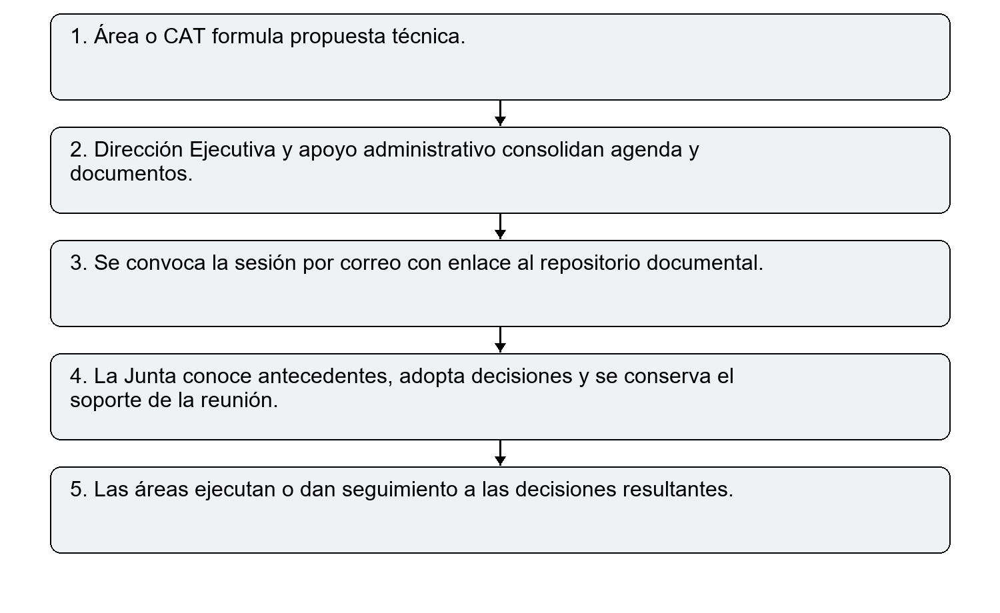 1. Área o CAT formula propuesta técnica.
2. Dirección Ejecutiva y apoyo administrativo consolidan agenda y
documentos.
3. Se convoca la sesión por correo con enlace al repositorio documental.
4. La Junta conoce antecedentes, adopta decisiones y se conserva el
soporte de la reunión.
5. Las áreas ejecutan o dan seguimiento a las decisiones resultantes.